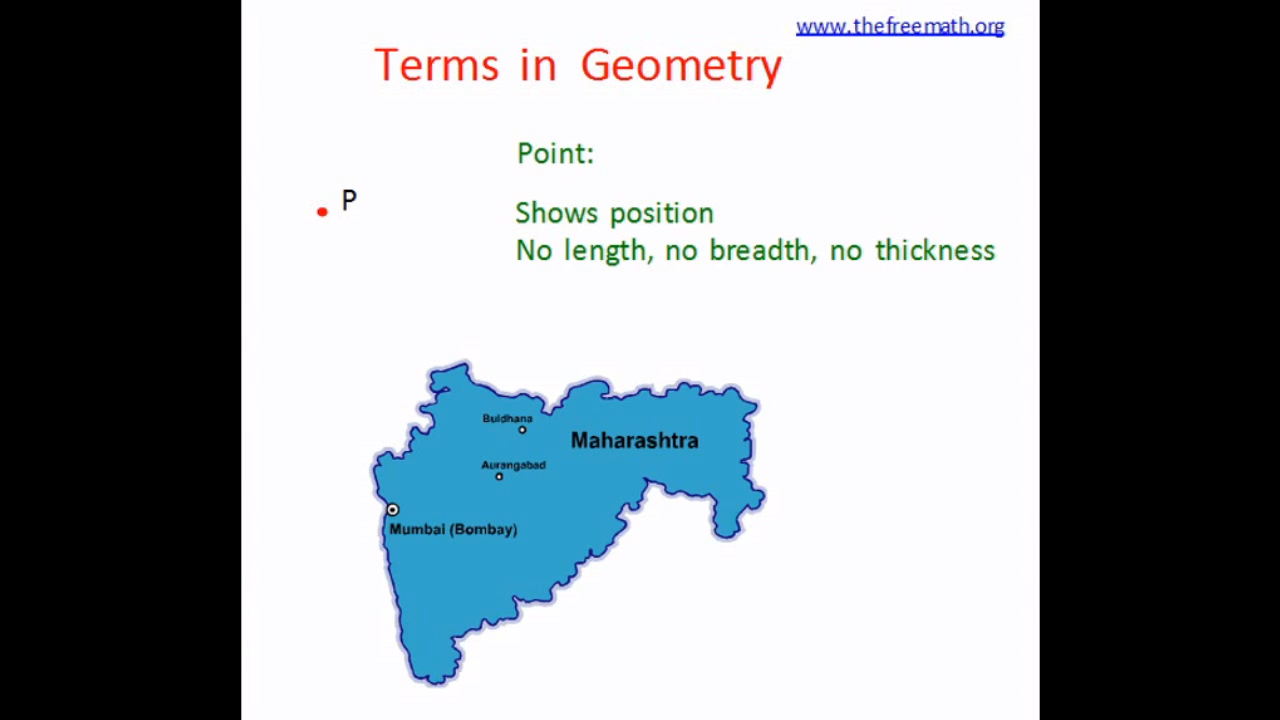 www.thefreemath.org
Terms in Geometry
Point:
P
Shows position
No length, no breadth, no thickness
Buldhana
Maharashtra
Aurangabad
Mumbai (Bombay)